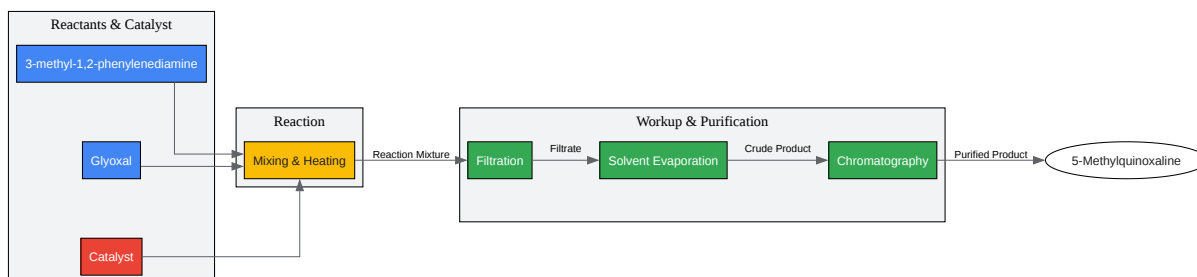 Reactants & Catalyst
3-methyl-1,2-phenylenediamine
Glyoxal
Catalyst
Reaction
Mixing & Heating
Reaction Mixture
Workup & Purification
Filtration
Filtrate
Solvent Evaporation
Crude Product
Chromatography
Purified Product
5-Methylquinoxaline